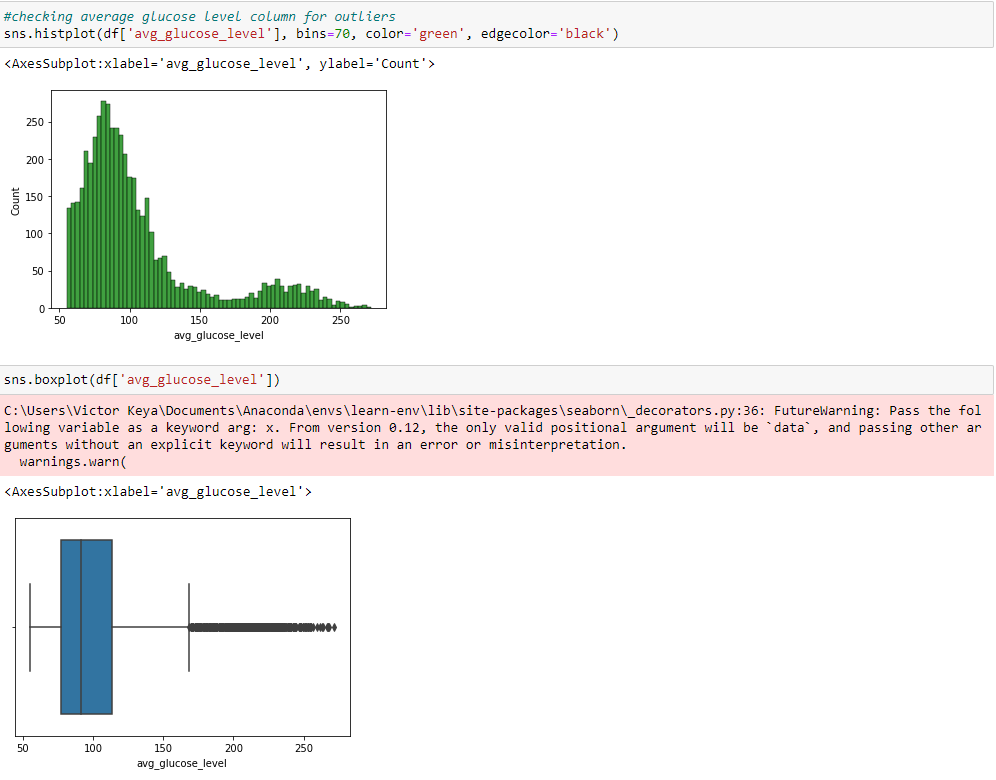 #checking average glucose level column for outliers
sns.histplot(df['avg_glucose_level'], bins=70, color='green', edgecolor='black')
<AxesSubplot:xlabel='avg_glucose_level', ylabel='Count'>
250
200
150
100
50
0
Count
50 100 150 200 250
avg_glucose_level
sns.boxplot(df['avg_glucose_level'])
C:\Users\Victor Keya\Documents\Anaconda\envs\learn-env\lib\site-packages\seaborn\_decorators.py:36: FutureWarning: Pass the fol
lowing variable as a keyword arg: x. From version 0.12, the only valid positional argument will be `data`, and passing other ar
guments without an explicit keyword will result in an error or misinterpretation.
  warnings.warn(
<AxesSubplot:xlabel='avg_glucose_level'>
50 100 150 200 250
avg_glucose_level